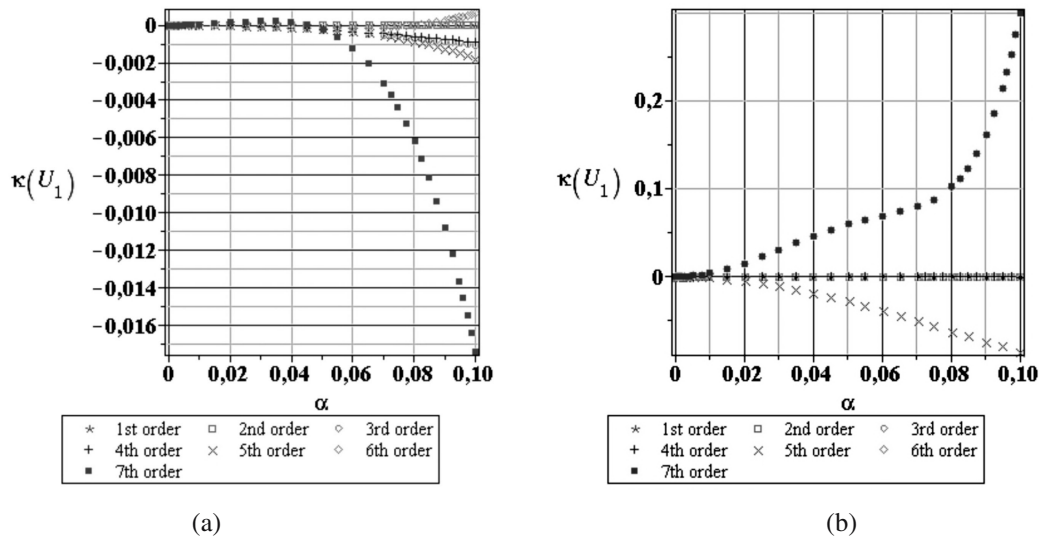 0
−0,002
−0,004
−0,006
−0,008
κ(U1)
−0,010
−0,012
−0,014
−0,016
0 0,02 0,04 0,06 0,08 0,10
α
1st order 2nd order 3rd order
4th order 5th order 6th order
7th order
(a)
0,2
κ(U1) 0,1
0
0 0,02 0,04 0,06 0,08 0,10
α
1st order 2nd order 3rd order
4th order 5th order 6th order
7th order
(b)